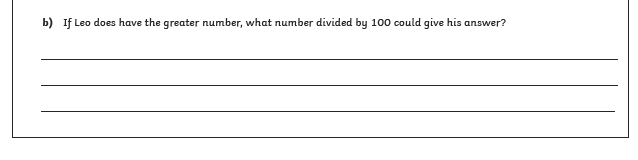 b) If Leo does have the greater number, what number divided by 100 could give his answer?